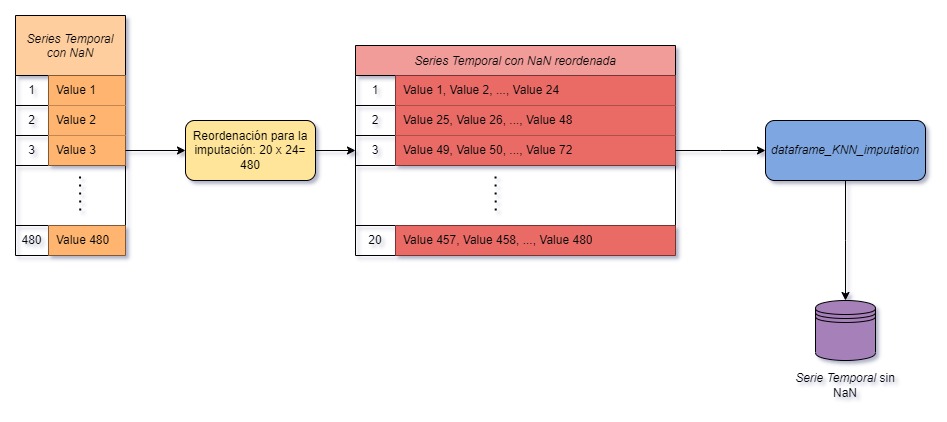 Series Temporal
con NaN
1 Value 1
2 Value 2
3 Value 3
480 Value 480
Reordenación para la
imputación: 20 x 24=
480
Series Temporal con NaN reordenada
1 Value 1, Value 2, ..., Value 24
2 Value 25, Value 26, ..., Value 48
3 Value 49, Value 50, ..., Value 72
20 Value 457, Value 458, ..., Value 480
dataframe_KNN_imputation
Serie Temporal sin
NaN